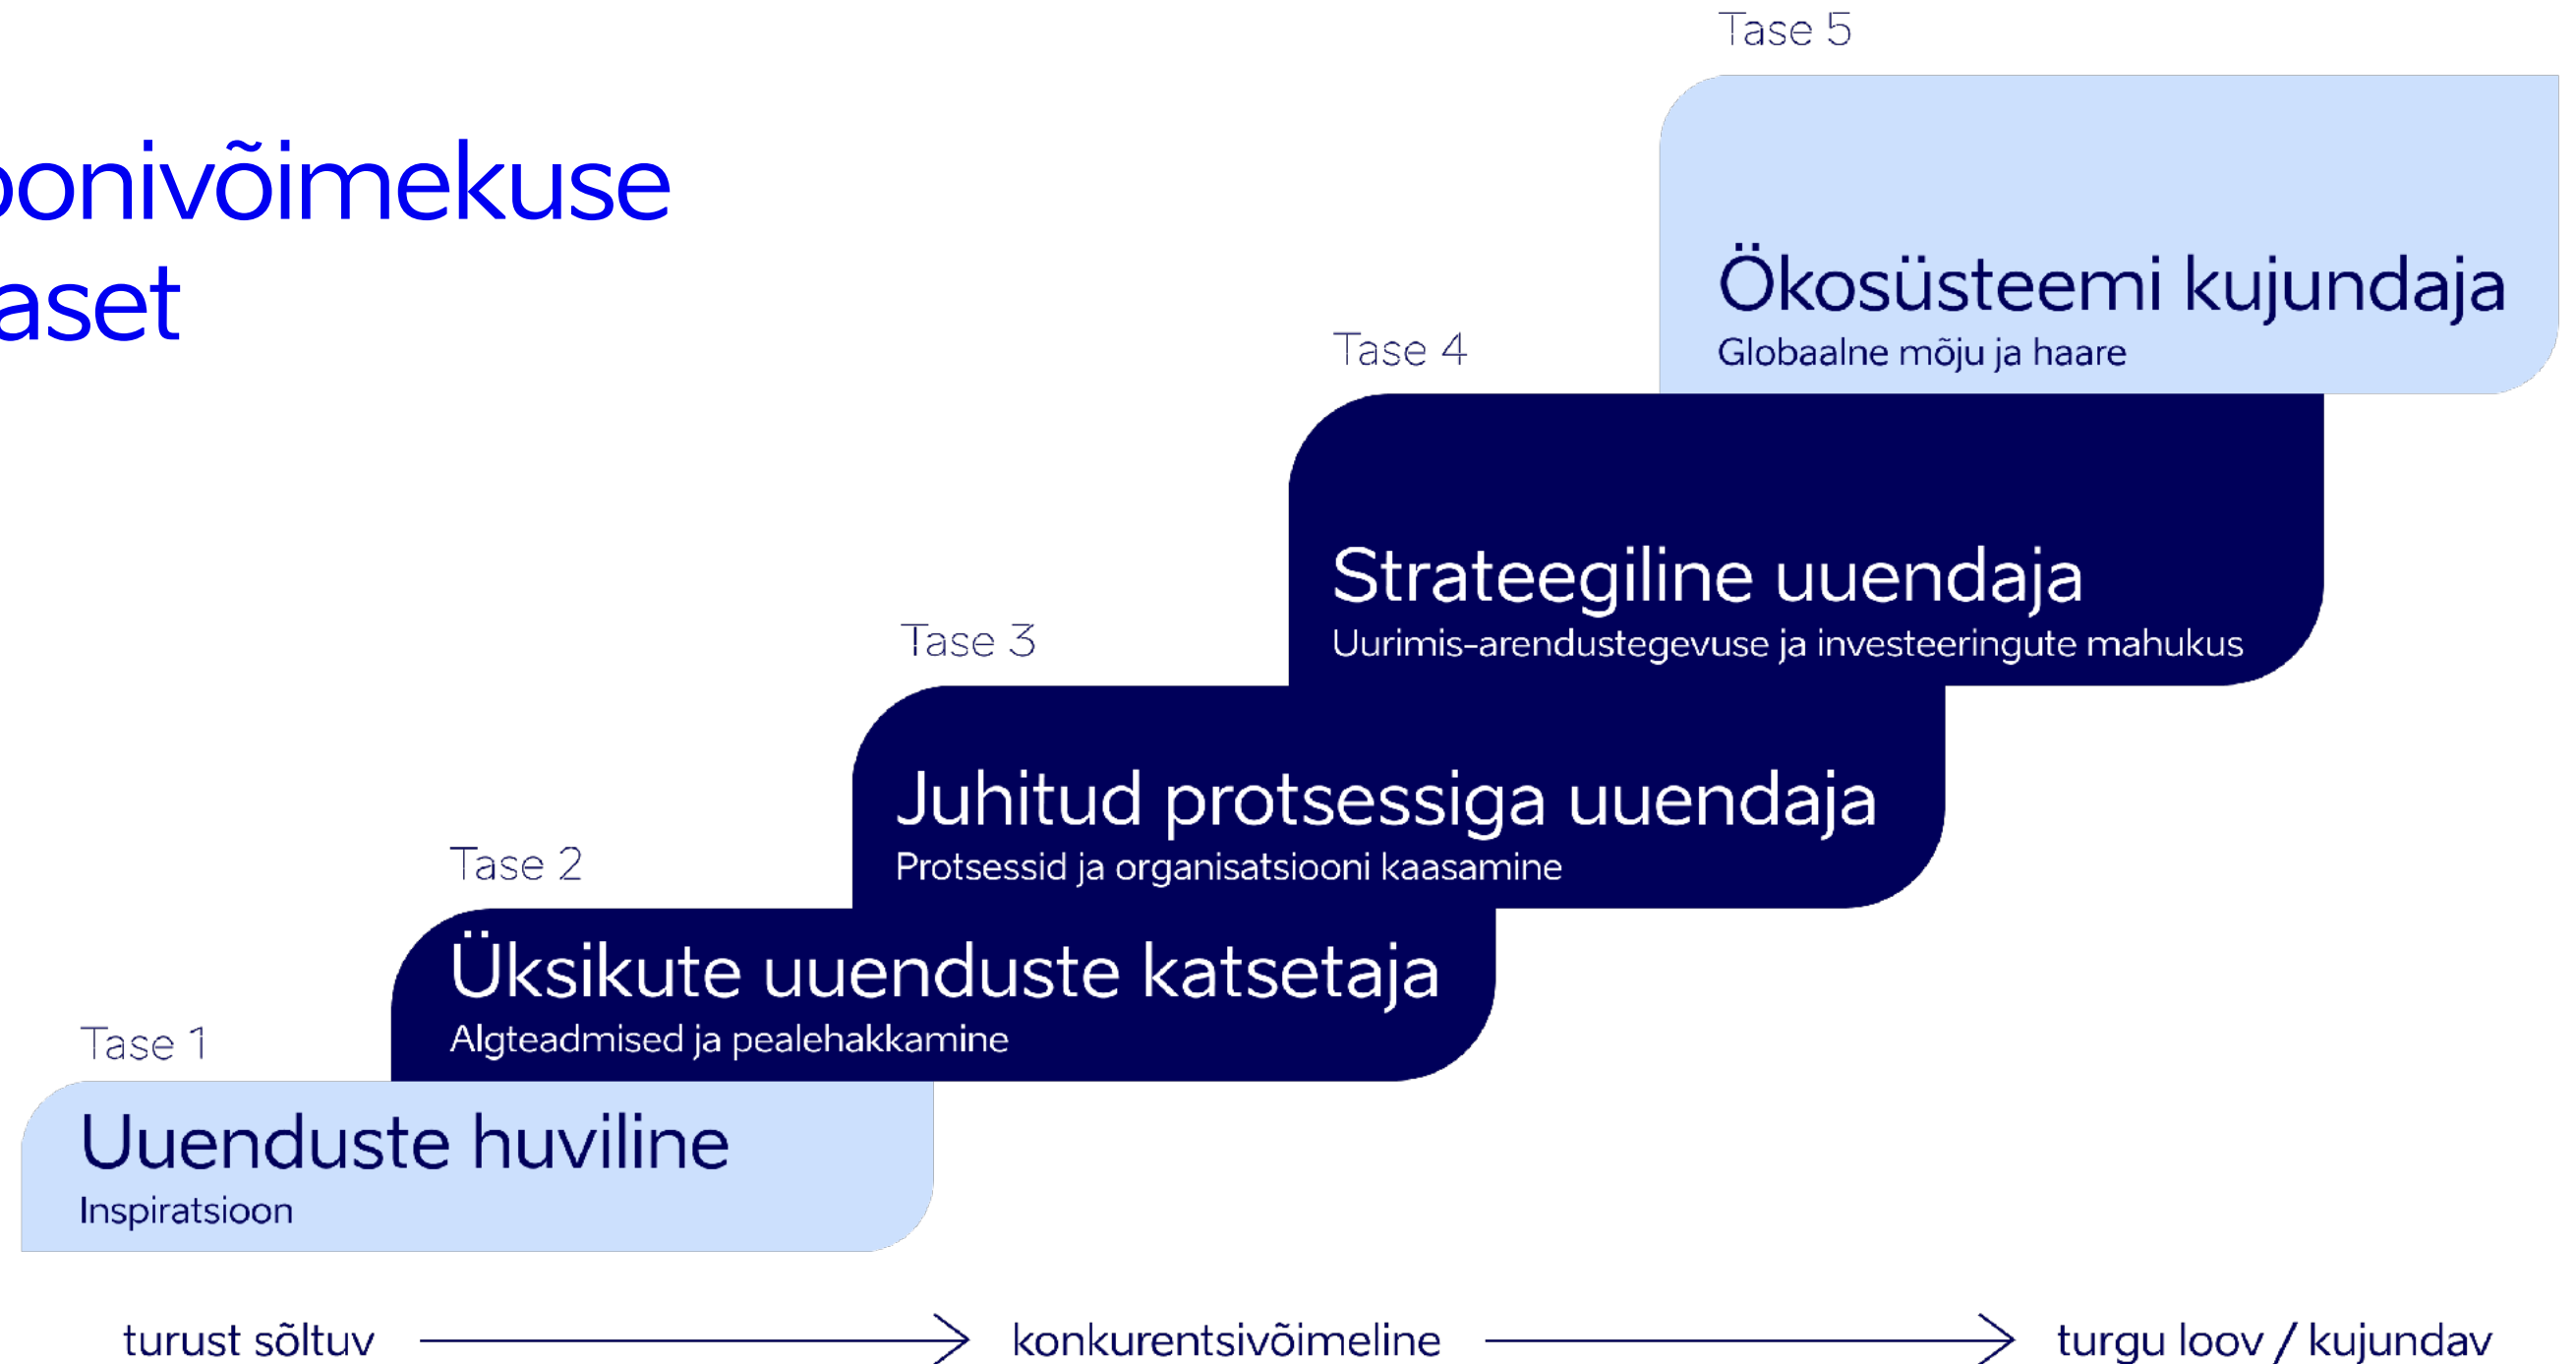 oonivõimekuse
aset
Tase 5
Ökosüsteemi kujundaja
Globaalne mõju ja haare
Tase 4
Strateegiline uuendaja
Uurimis-arendustegevuse ja investeeringute mahukus
Tase 3
Juhitud protsessiga uuendaja
Protsessid ja organisatsiooni kaasamine
Tase 2
Üksikute uuenduste katsetaja
Algteadmised ja pealehakkamine
Tase 1
Uuenduste huviline
Inspiratsioon
turust sõltuv
konkurentsivõimeline
turgu loov / kujundav